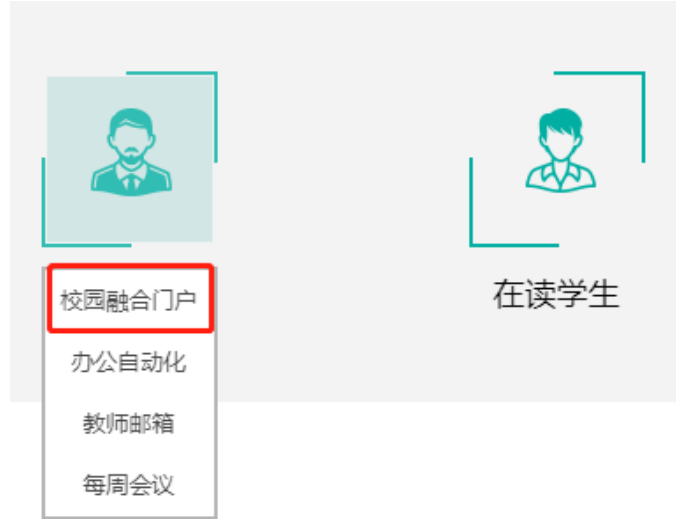 校园融合门户
在读学生
办公自动化
教师邮箱
每周会议